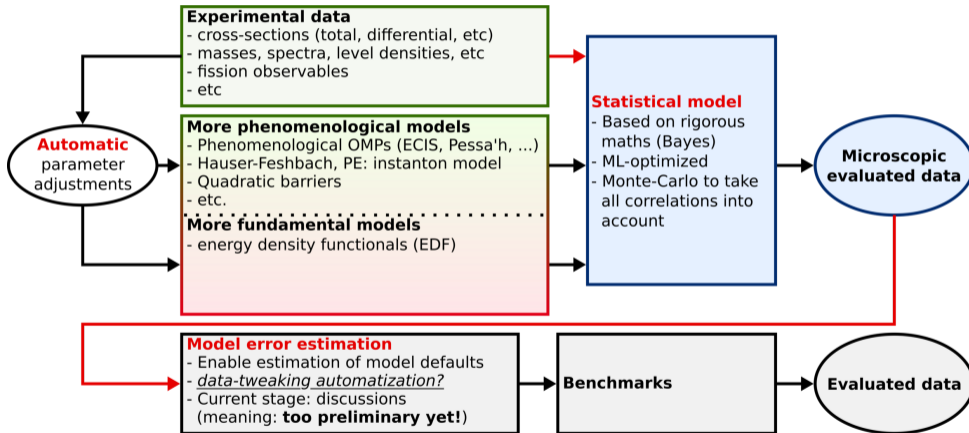 Experimental data
- cross-sections (total, differential, etc)
- masses, spectra, level densities, etc
- fission observables
- etc
Automatic
parameter
adjustments
More phenomenological models
- Phenomenological OMPs (ECIS, Pessa'h, ...)
- Hauser-Feshbach, PE: instanton model
- Quadratic barriers
- etc.
More fundamental models
- energy density functionals (EDF)
Statistical model
- Based on rigorous
maths (Bayes)
- ML-optimized
- Monte-Carlo to take
all correlations into
account
Microscopic
evaluated data
Model error estimation
- Enable estimation of model defaults
- data-tweaking automatization?
- Current stage: discussions
(meaning: too preliminary yet!)
Benchmarks
Evaluated data